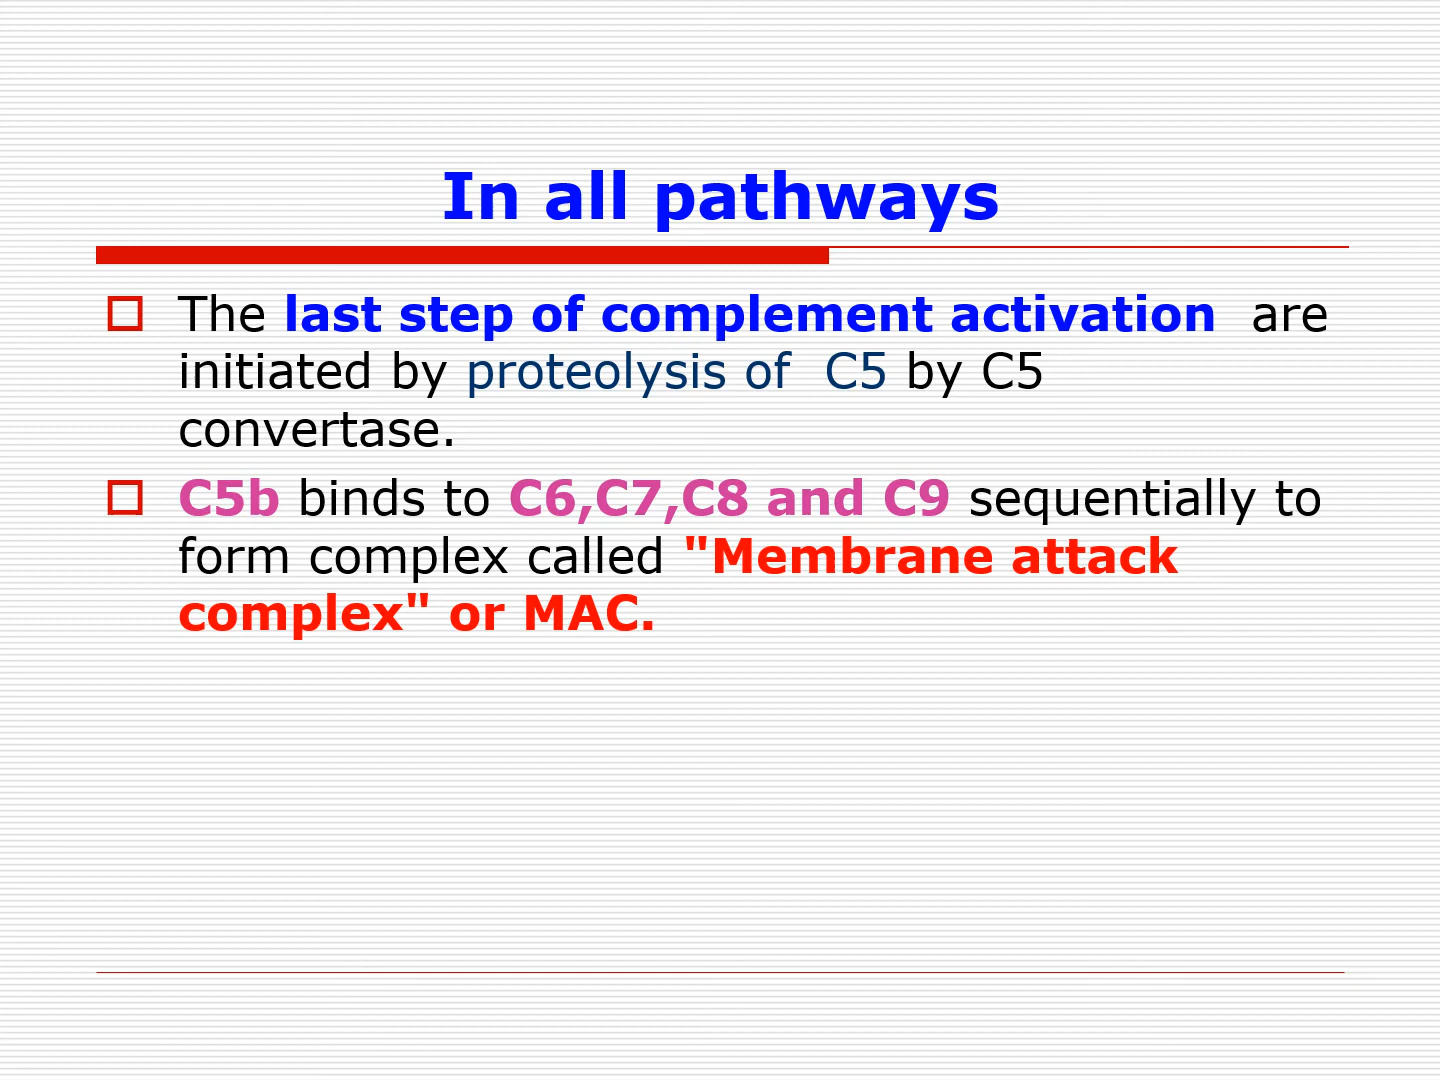 In all pathways
The last step of complement activation  are
initiated by proteolysis of  C5 by C5
convertase.
C5b binds to C6,C7,C8 and C9 sequentially to
form complex called "Membrane attack
complex" or MAC.